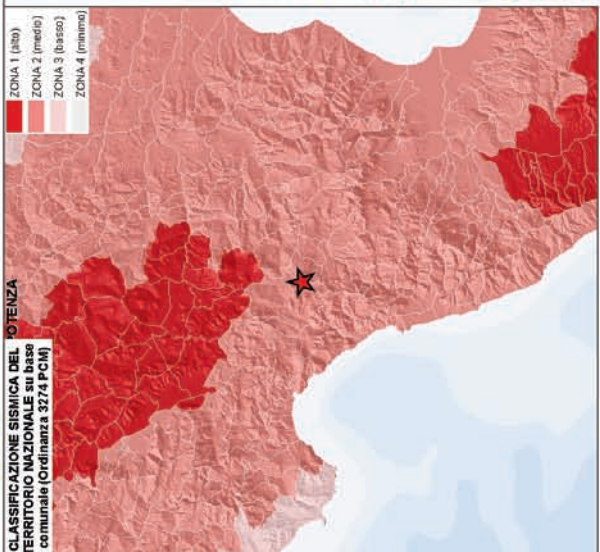 CLASSIFICAZIONE SISMICA DEL POTENZA
TERRITORIO NAZIONALE su base
comunale (Ordinanza 3274 PCM)
ZONA 1 (alto)
ZONA 2 (medio)
ZONA 3 (basso)
ZONA 4 (minimo)